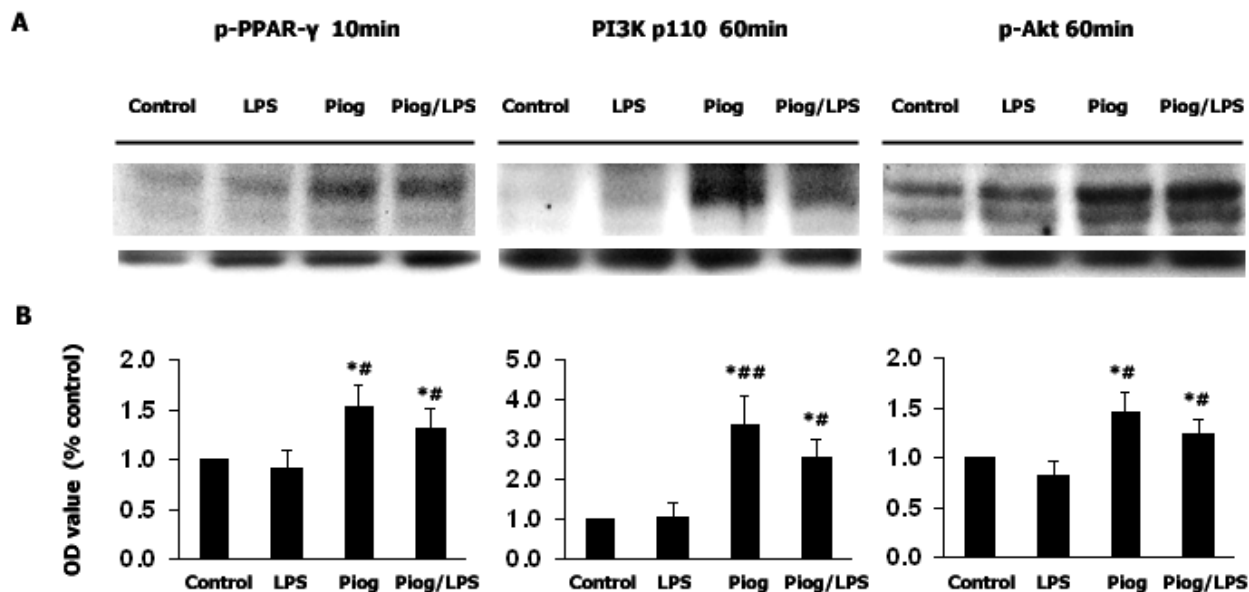 A
p-PPAR-γ 10min
PI3K p110 60min
p-Akt 60min
Control LPS Piog Piog/LPS
Control LPS Piog Piog/LPS
Control LPS Piog Piog/LPS
B
OD value (% control)
2.0
1.5
1.0
0.5
0.0
*#
*#
Control LPS Piog Piog/LPS
5.0
4.0
3.0
2.0
1.0
0.0
*##
*#
Control LPS Piog Piog/LPS
2.0
1.5
1.0
0.5
0.0
*#
*#
Control LPS Piog Piog/LPS